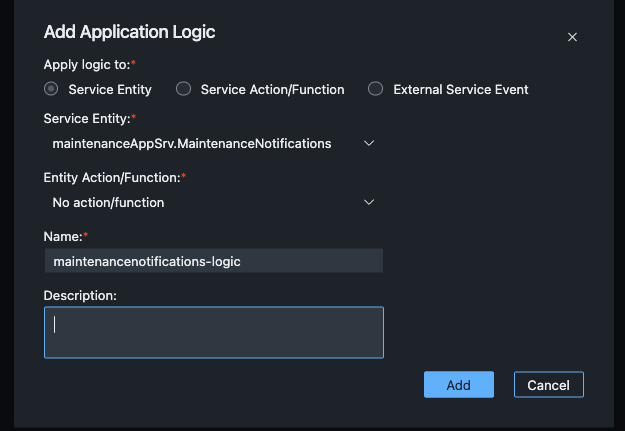 Add Application Logic
Apply logic to:*
Service Entity Service Action/Function External Service Event
Service Entity:*
maintenanceAppSrv.MaintenanceNotifications
Entity Action/Function:*
No action/function
Name:*
maintenancenotifications-logic
Description:
Add Cancel